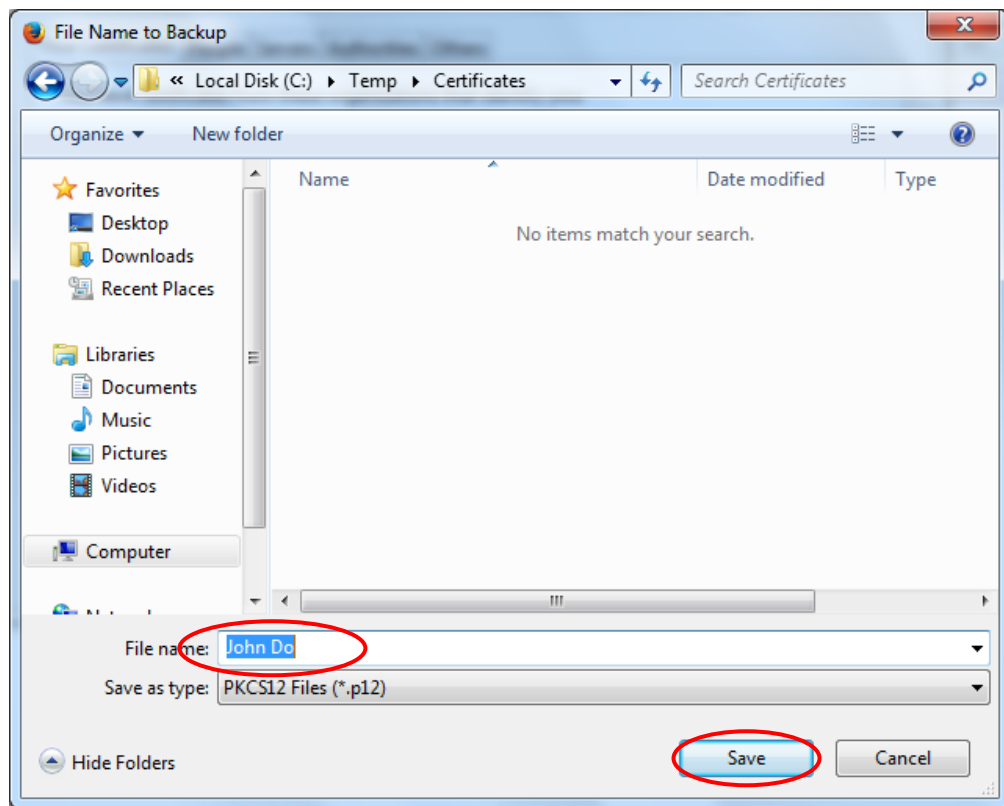 File Name to Backup
« Local Disk (C:) Temp Certificates Search Certificates
Organize New folder
Name Date modified Type
Favorites
Desktop
No items match your search.
Downloads
Recent Places
Libraries
Documents
Music
Pictures
Videos
Computer
File name: John Do
Save as type: PKCS12 Files (*.p12)
Hide Folders Save Cancel